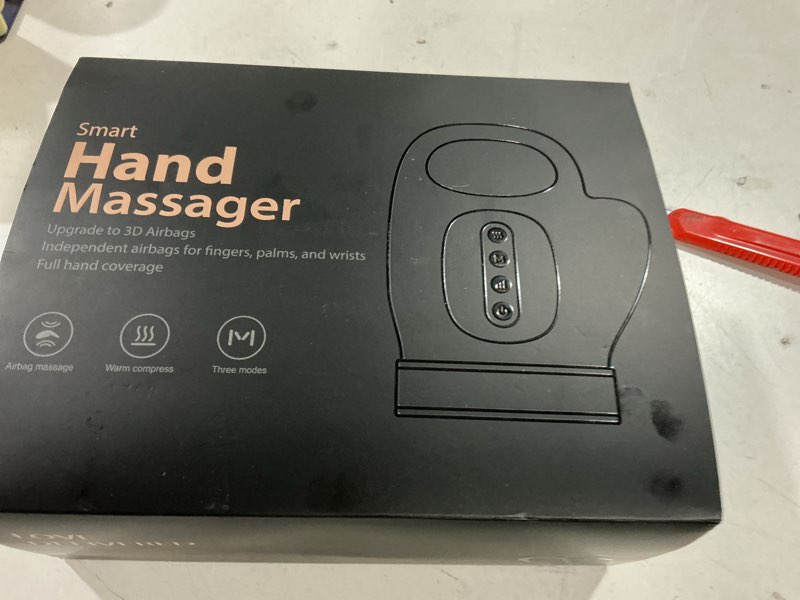 Smart
Hand
Massager
Upgrade to 3D Airbags
Independent airbags for fingers, palms, and wrists
Full hand coverage
Airbag massage
Warm compress
Three modes
LOVE